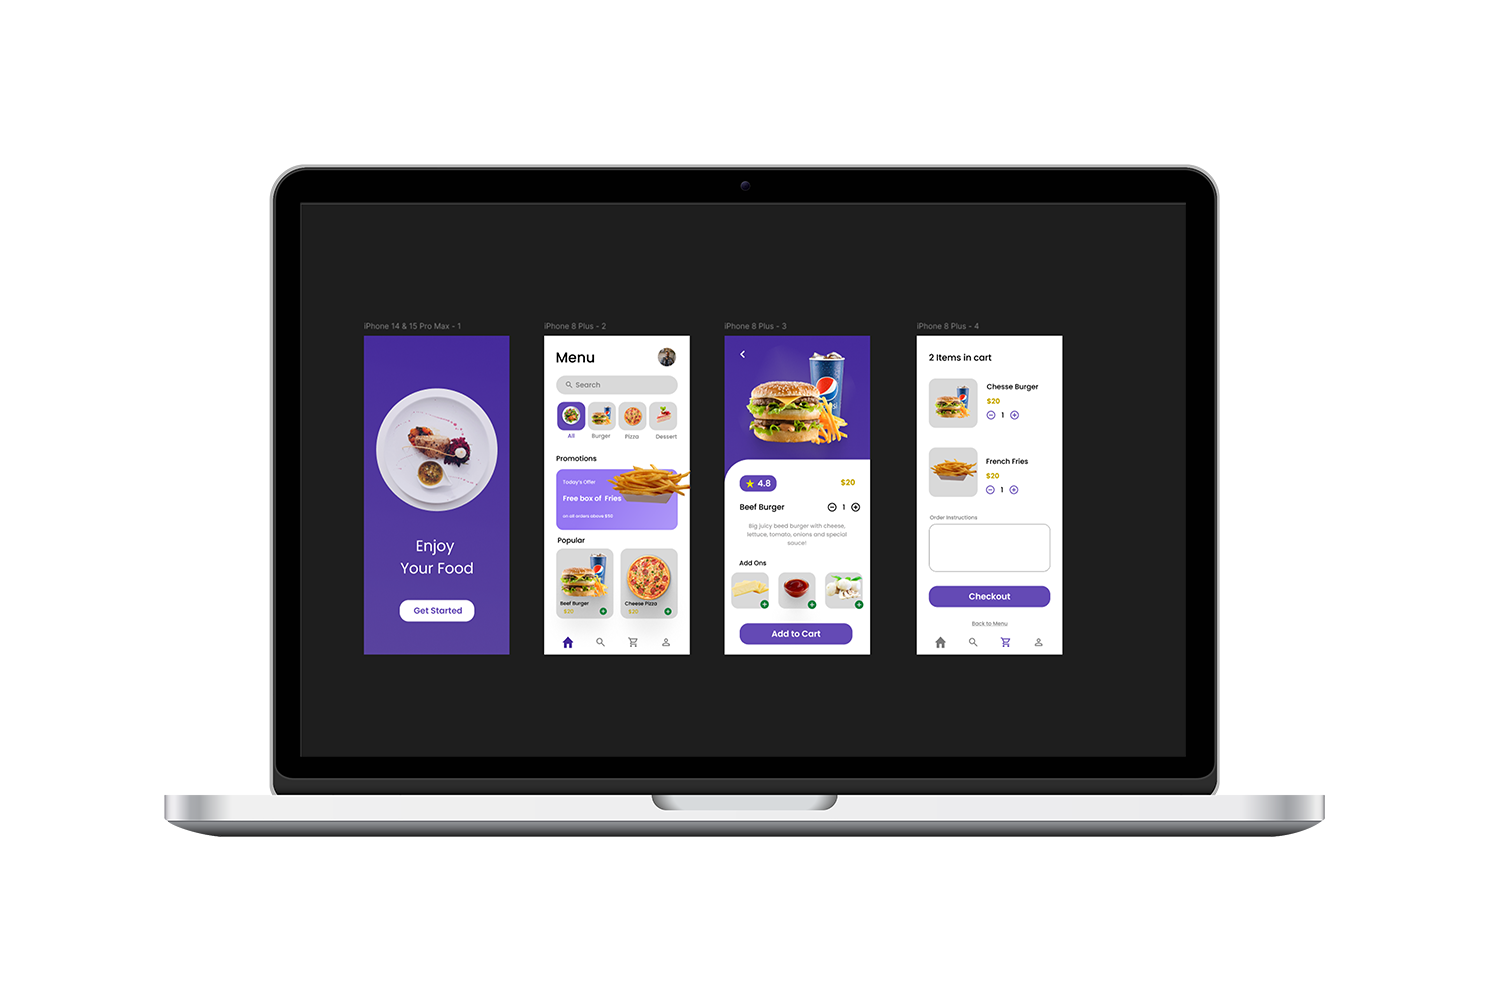 iPhone 14 & 15 Pro Max - 1
Enjoy
Your Food
Get Started
iPhone 8 Plus - 2
Menu
Search
All Burger Pizza Dessert
Promotions
Today's Offer
Free box of Fries
on all orders above $50
Popular
Beef Burger
$20
Cheese Pizza
$20
iPhone 8 Plus - 3
4.8
$20
Beef Burger
1
Big juicy beed burger with cheese,
lettuce, tomato, onions and special
sauce!
Add Ons
Add to Cart
iPhone 8 Plus - 4
2 Items in cart
Chesse Burger
$20
1
French Fries
$20
1
Order Instructions
Checkout
Back to Menu